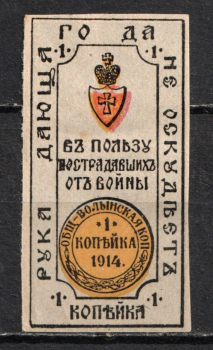 РУКА ДАЮЩАГО ДА НЕ ОСКУДѢЕТЪ
·1· ·1·
ВЪ ПОЛЬЗУ
ПОСТРАДАВШИХЪ
ОТЪ ВОЙНЫ
ОБЩ-ВОЛЫНСКАЯ КОП
·1·
КОПѢЙКА
1914.
·1· ·1·
КОПѢЙКА